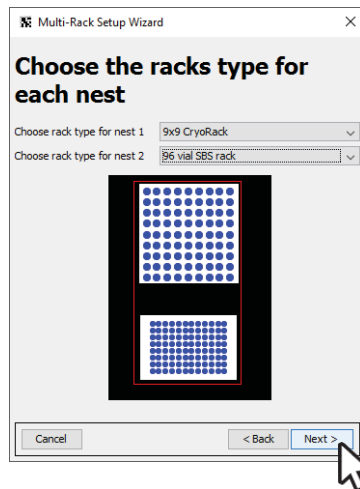 Multi-Rack Setup Wizard
Choose the racks type for
each nest
Choose rack type for nest 1 9x9 CryoRack
Choose rack type for nest 2 96 vial SBS rack
Cancel < Back Next >